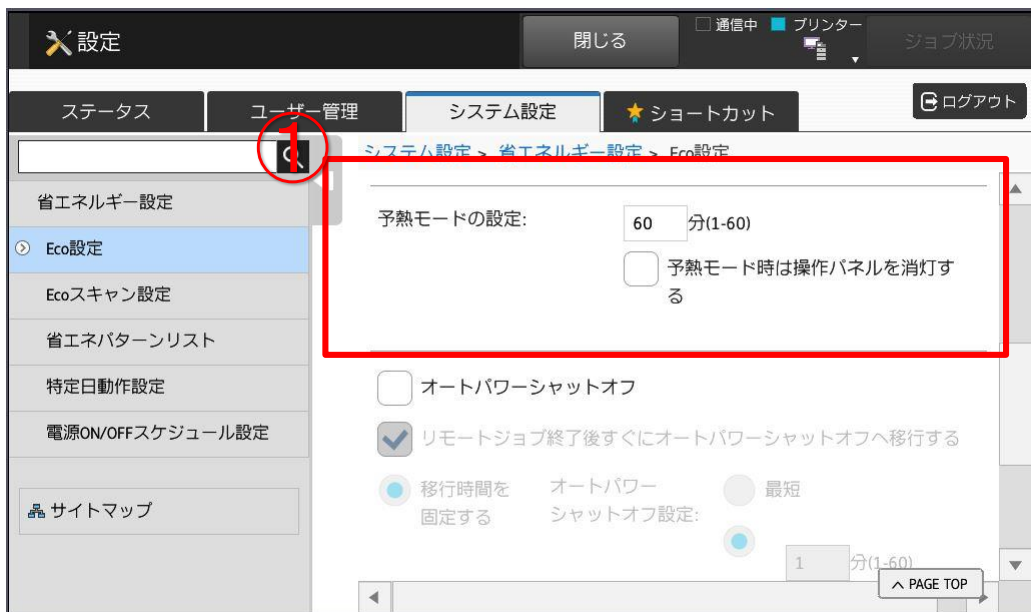 設定
閉じる
通信中
プリンター
ジョブ状況
ステータス
ユーザー管理
システム設定
ショートカット
ログアウト
1
システム設定 > 省エネルギー設定 > Eco設定
省エネルギー設定
Eco設定
Ecoスキャン設定
省エネパターンリスト
特定日動作設定
電源ON/OFFスケジュール設定
サイトマップ
予熱モードの設定:
60 分(1-60)
予熱モード時は操作パネルを消灯す
る
オートパワーシャットオフ
リモートジョブ終了後すぐにオートパワーシャットオフへ移行する
移行時間を
固定する
オートパワー
シャットオフ設定:
最短
1 分(1-60)
PAGE TOP